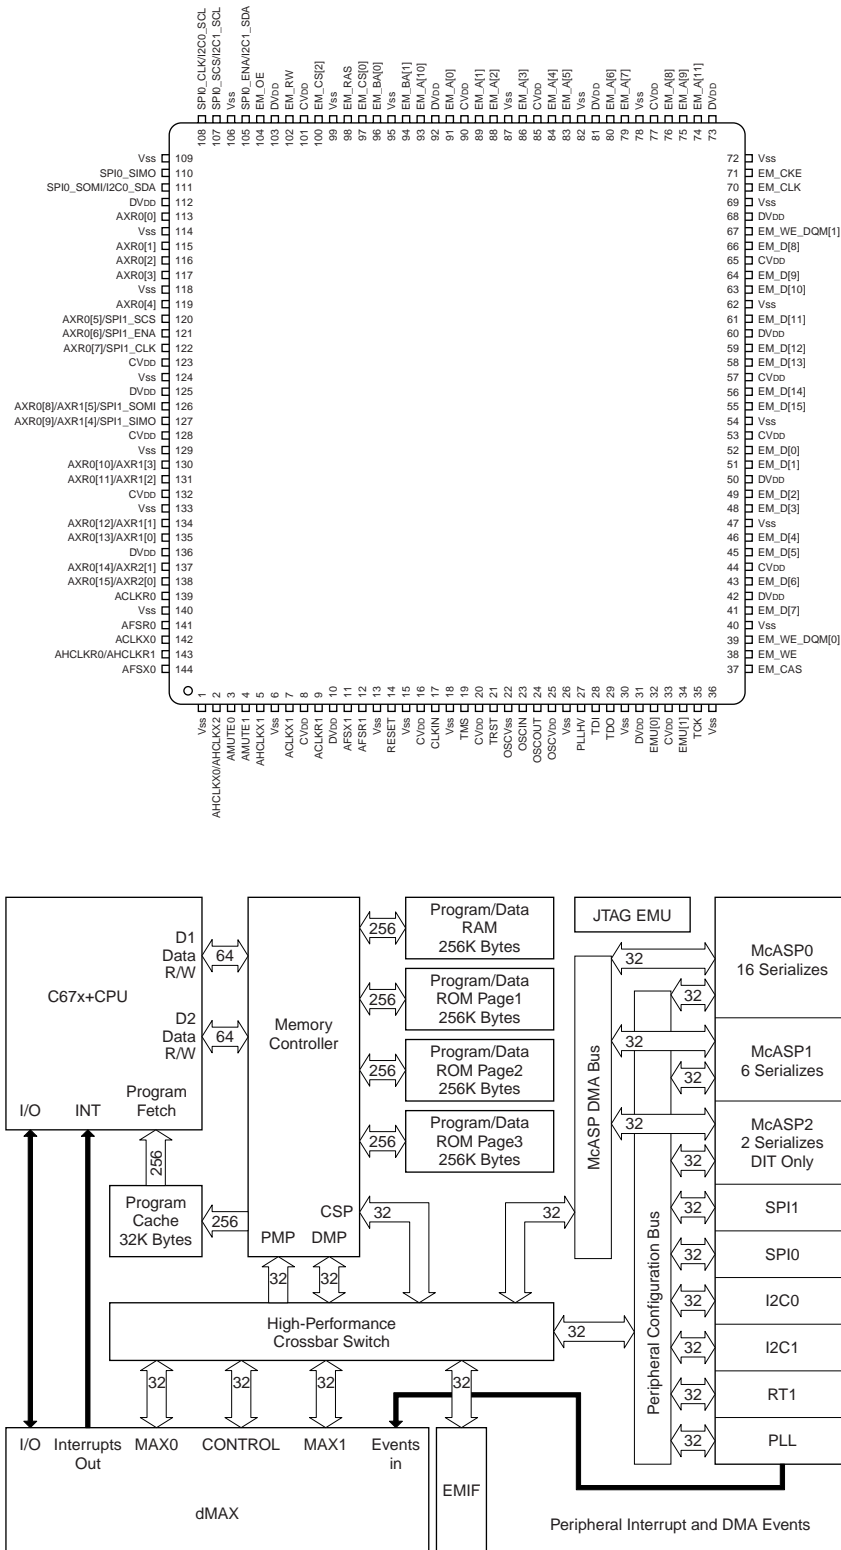 SPI0_CLK/I2C0_SCL
SPI0_SCS/I2C1_SCL
Vss
SPI0_ENA/I2C1_SDA
EM_OE
DVDD
EM_RW
CVDD
EM_CS[2]
Vss
EM_RAS
EM_CS[0]
EM_BA[0]
Vss
EM_BA[1]
EM_A[10]
DVDD
EM_A[0]
CVDD
EM_A[1]
EM_A[2]
Vss
EM_A[3]
CVDD
EM_A[4]
EM_A[5]
Vss
DVDD
EM_A[6]
EM_A[7]
Vss
CVDD
EM_A[8]
EM_A[9]
EM_A[11]
DVDD
108 107 106 105 104 103 102 101 100 99 98 97 96 95 94 93 92 91 90 89 88 87 86 85 84 83 82 81 80 79 78 77 76 75 74 73
Vss 109
SPI0_SIMO 110
SPI0_SOMI/I2C0_SDA 111
DVDD 112
AXR0[0] 113
Vss 114
AXR0[1] 115
AXR0[2] 116
AXR0[3] 117
Vss 118
AXR0[4] 119
AXR0[5]/SPI1_SCS 120
AXR0[6]/SPI1_ENA 121
AXR0[7]/SPI1_CLK 122
CVDD 123
Vss 124
DVDD 125
AXR0[8]/AXR1[5]/SPI1_SOMI 126
AXR0[9]/AXR1[4]/SPI1_SIMO 127
CVDD 128
Vss 129
AXR0[10]/AXR1[3] 130
AXR0[11]/AXR1[2] 131
CVDD 132
Vss 133
AXR0[12]/AXR1[1] 134
AXR0[13]/AXR1[0] 135
DVDD 136
AXR0[14]/AXR2[1] 137
AXR0[15]/AXR2[0] 138
ACLKR0 139
Vss 140
AFSR0 141
ACLKX0 142
AHCLKR0/AHCLKR1 143
AFSX0 144
72 Vss
71 EM_CKE
70 EM_CLK
69 Vss
68 DVDD
67 EM_WE_DQM[1]
66 EM_D[8]
65 CVDD
64 EM_D[9]
63 EM_D[10]
62 Vss
61 EM_D[11]
60 DVDD
59 EM_D[12]
58 EM_D[13]
57 CVDD
56 EM_D[14]
55 EM_D[15]
54 Vss
53 CVDD
52 EM_D[0]
51 EM_D[1]
50 DVDD
49 EM_D[2]
48 EM_D[3]
47 Vss
46 EM_D[4]
45 EM_D[5]
44 CVDD
43 EM_D[6]
42 DVDD
41 EM_D[7]
40 Vss
39 EM_WE_DQM[0]
38 EM_WE
37 EM_CAS
1 2 3 4 5 6 7 8 9 10 11 12 13 14 15 16 17 18 19 20 21 22 23 24 25 26 27 28 29 30 31 32 33 34 35 36
Vss
AHCLKX0/AHCLKX2
AMUTE0
AMUTE1
AHCLKX1
Vss
ACLKX1
CVDD
ACLKR1
DVDD
AFSX1
AFSR1
Vss
RESET
Vss
CVDD
CLKIN
Vss
TMS
CVDD
TRST
OSCVss
OSCIN
OSCOUT
OSCVDD
Vss
PLLHV
TDI
TDO
Vss
DVDD
EMU[0]
CVDD
EMU[1]
TCK
Vss
C67x+CPU
D1
Data
R/W
D2
Data
R/W
I/O
INT
Program
Fetch
64
64
256
Program
Cache
32K Bytes
256
Memory
Controller
CSP
PMP
DMP
256
256
256
256
Program/Data
RAM
256K Bytes
Program/Data
ROM Page1
256K Bytes
Program/Data
ROM Page2
256K Bytes
Program/Data
ROM Page3
256K Bytes
JTAG EMU
McASP DMA Bus
Peripheral Configuration Bus
32
32
32
32
32
32
32
32
32
32
32
32
McASP0
16 Serializes
McASP1
6 Serializes
McASP2
2 Serializes
DIT Only
SPI1
SPI0
I2C0
I2C1
RT1
PLL
32
32
32
32
32
High-Performance
Crossbar Switch
32
32
32
32
I/O
Interrupts
Out
MAX0
CONTROL
MAX1
Events
in
dMAX
EMIF
Peripheral Interrupt and DMA Events